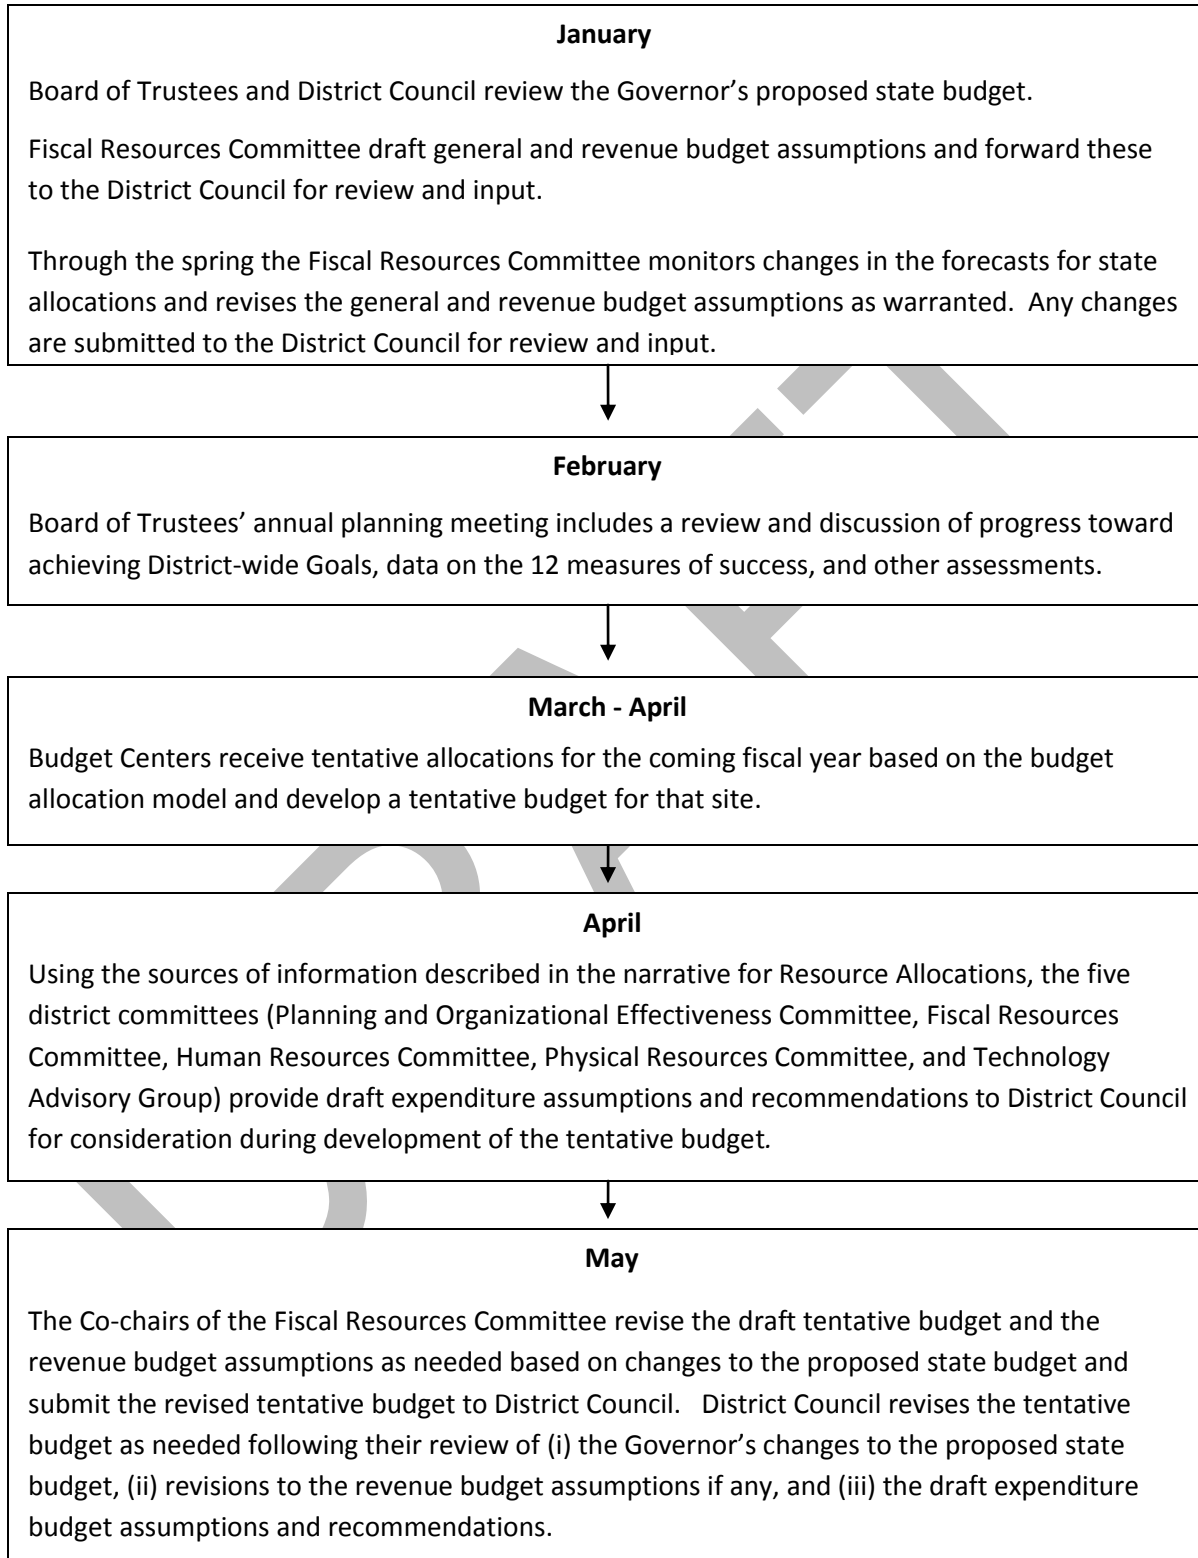 January
Board of Trustees and District Council review the Governor’s proposed state budget.
Fiscal Resources Committee draft general and revenue budget assumptions and forward these
to the District Council for review and input.
Through the spring the Fiscal Resources Committee monitors changes in the forecasts for state
allocations and revises the general and revenue budget assumptions as warranted.  Any changes
are submitted to the District Council for review and input.
February
Board of Trustees’ annual planning meeting includes a review and discussion of progress toward
achieving District-wide Goals, data on the 12 measures of success, and other assessments.
March - April
Budget Centers receive tentative allocations for the coming fiscal year based on the budget
allocation model and develop a tentative budget for that site.
April
Using the sources of information described in the narrative for Resource Allocations, the five
district committees (Planning and Organizational Effectiveness Committee, Fiscal Resources
Committee, Human Resources Committee, Physical Resources Committee, and Technology
Advisory Group) provide draft expenditure assumptions and recommendations to District Council
for consideration during development of the tentative budget.
May
The Co-chairs of the Fiscal Resources Committee revise the draft tentative budget and the
revenue budget assumptions as needed based on changes to the proposed state budget and
submit the revised tentative budget to District Council.   District Council revises the tentative
budget as needed following their review of (i) the Governor’s changes to the proposed state
budget, (ii) revisions to the revenue budget assumptions if any, and (iii) the draft expenditure
budget assumptions and recommendations.
DRAFT